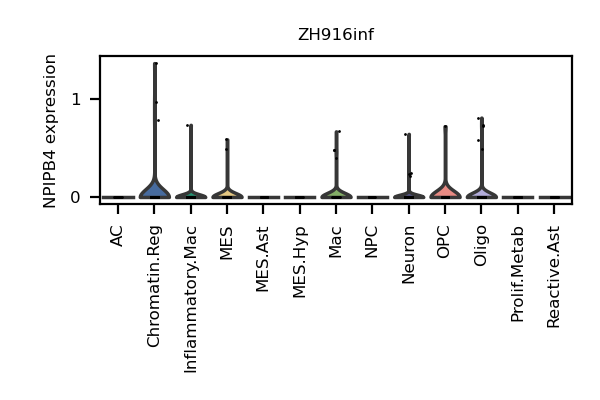 ZH916inf
NPIPB4 expression
1
0
AC
Chromatin.Reg
Inflammatory.Mac
MES
MES.Ast
MES.Hyp
Mac
NPC
Neuron
OPC
Oligo
Prolif.Metab
Reactive.Ast